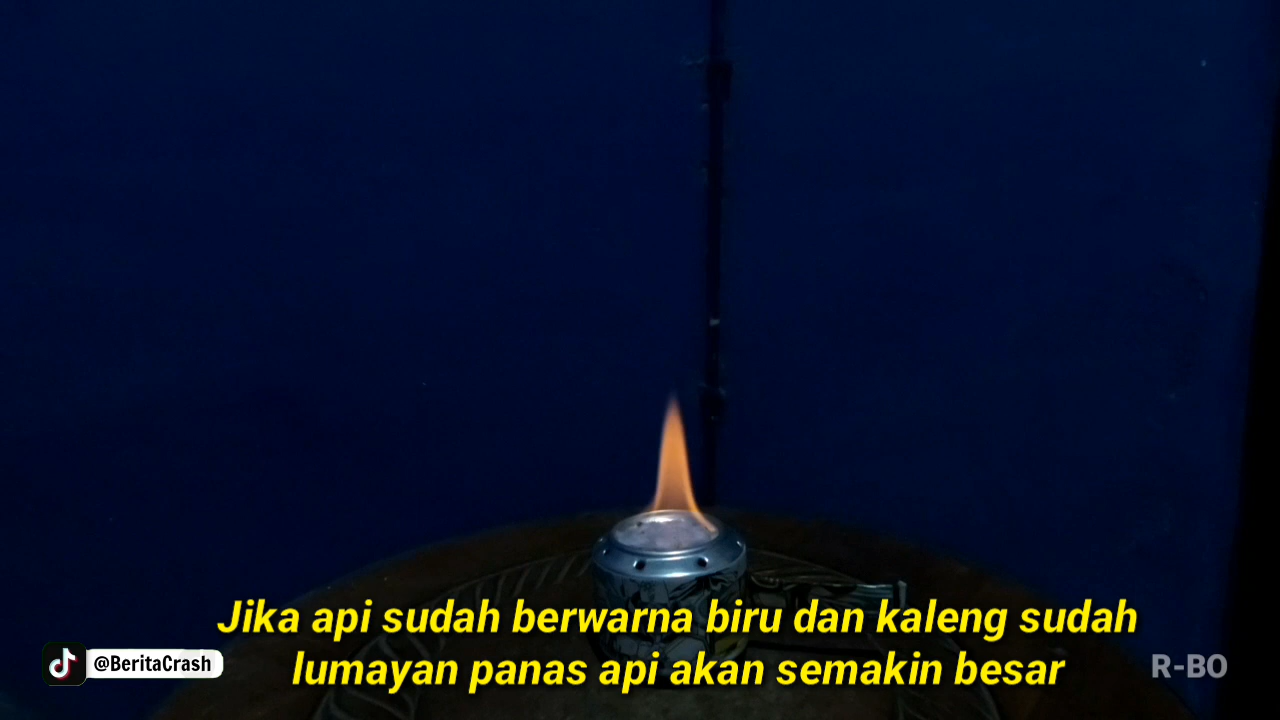 Jika api sudah berwarna biru dan kaleng sudah
lumayan panas api akan semakin besar
@BeritaCrash
R-BO